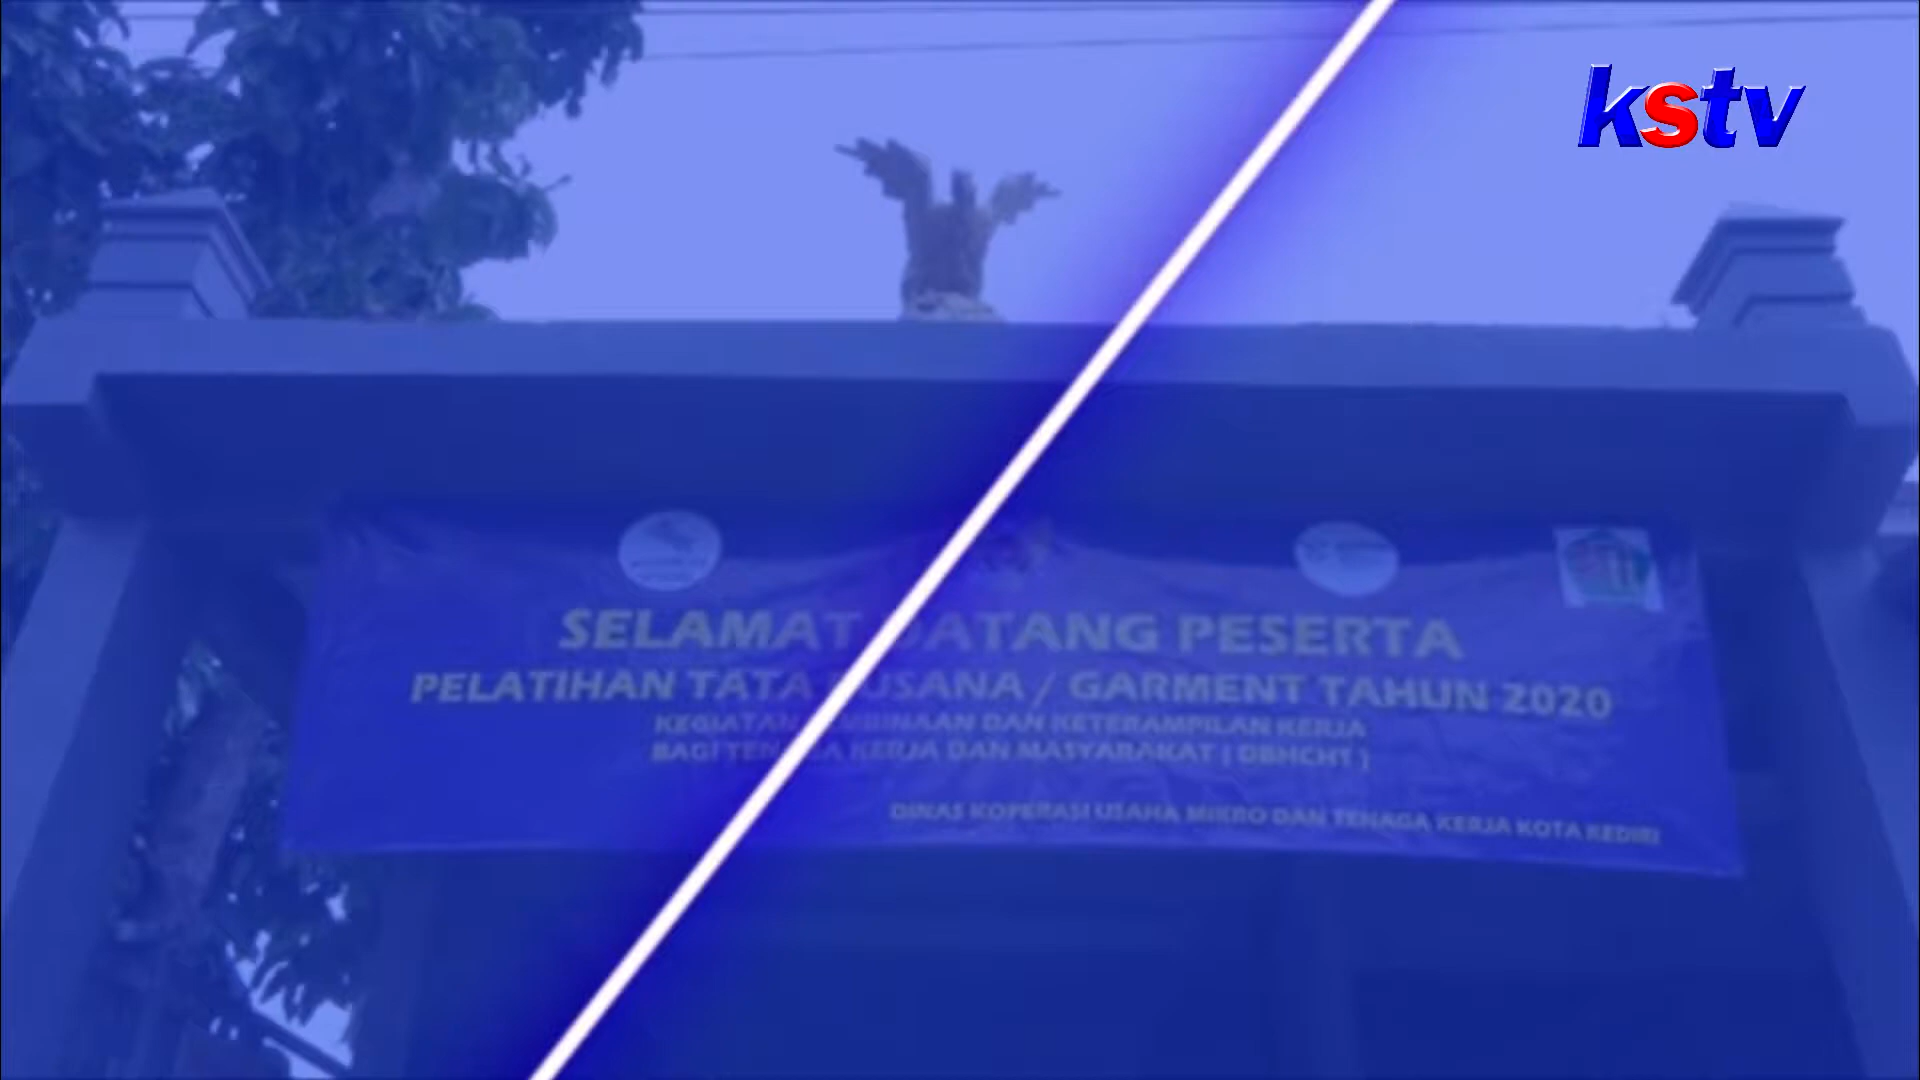 kstv
SELAMAT DATANG PESERTA
PELATIHAN TATA BUSANA / GARMENT TAHUN 2020
KEGIATAN PEMBINAAN DAN KETERAMPILAN KERJA
BAGI TENAGA KERJA DAN MASYARAKAT ( DBHCHT )
DINAS KOPERASI USAHA MIKRO DAN TENAGA KERJA KOTA KEDIRI